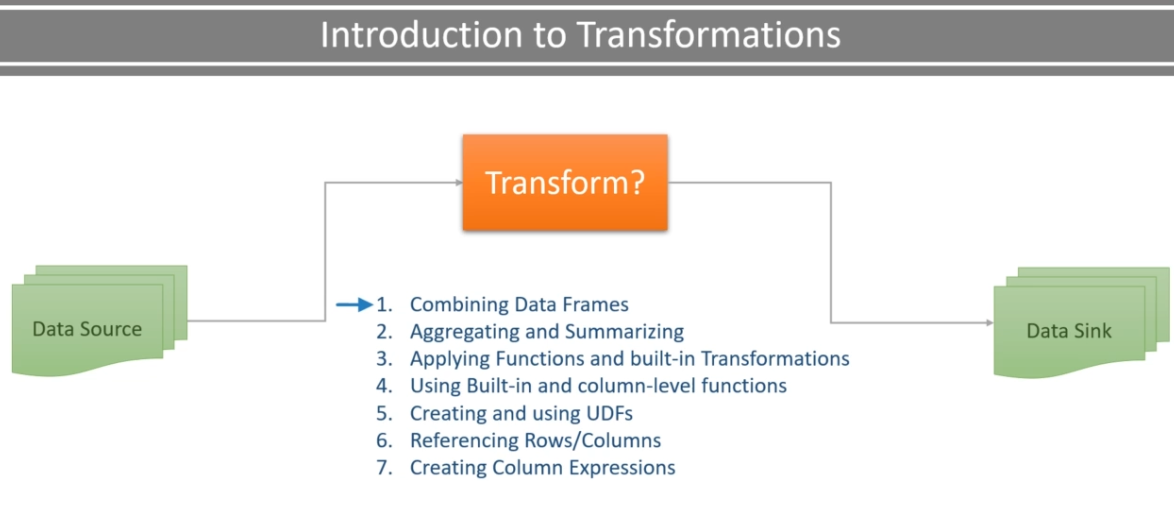 Introduction to Transformations
Transform?
Data Source
1. Combining Data Frames
2. Aggregating and Summarizing
3. Applying Functions and built-in Transformations
4. Using Built-in and column-level functions
5. Creating and using UDFs
6. Referencing Rows/Columns
7. Creating Column Expressions
Data Sink